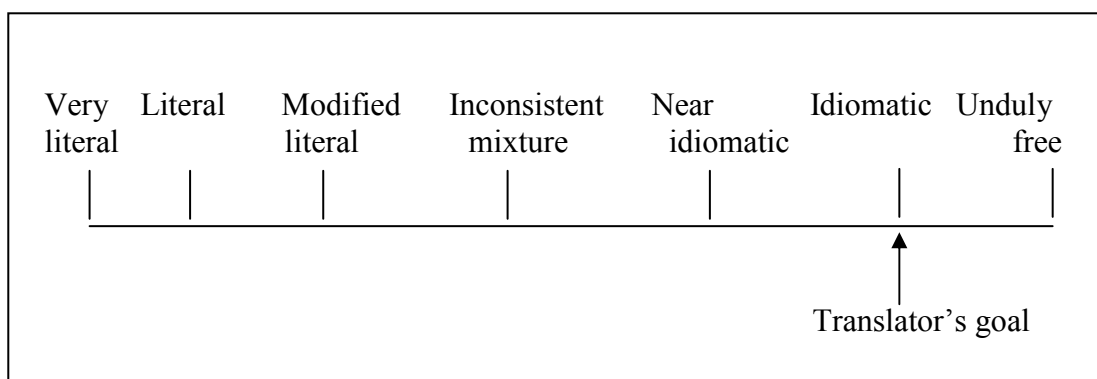 Very Literal Modified Inconsistent Near Idiomatic Unduly
literal literal mixture idiomatic free
Translator’s goal